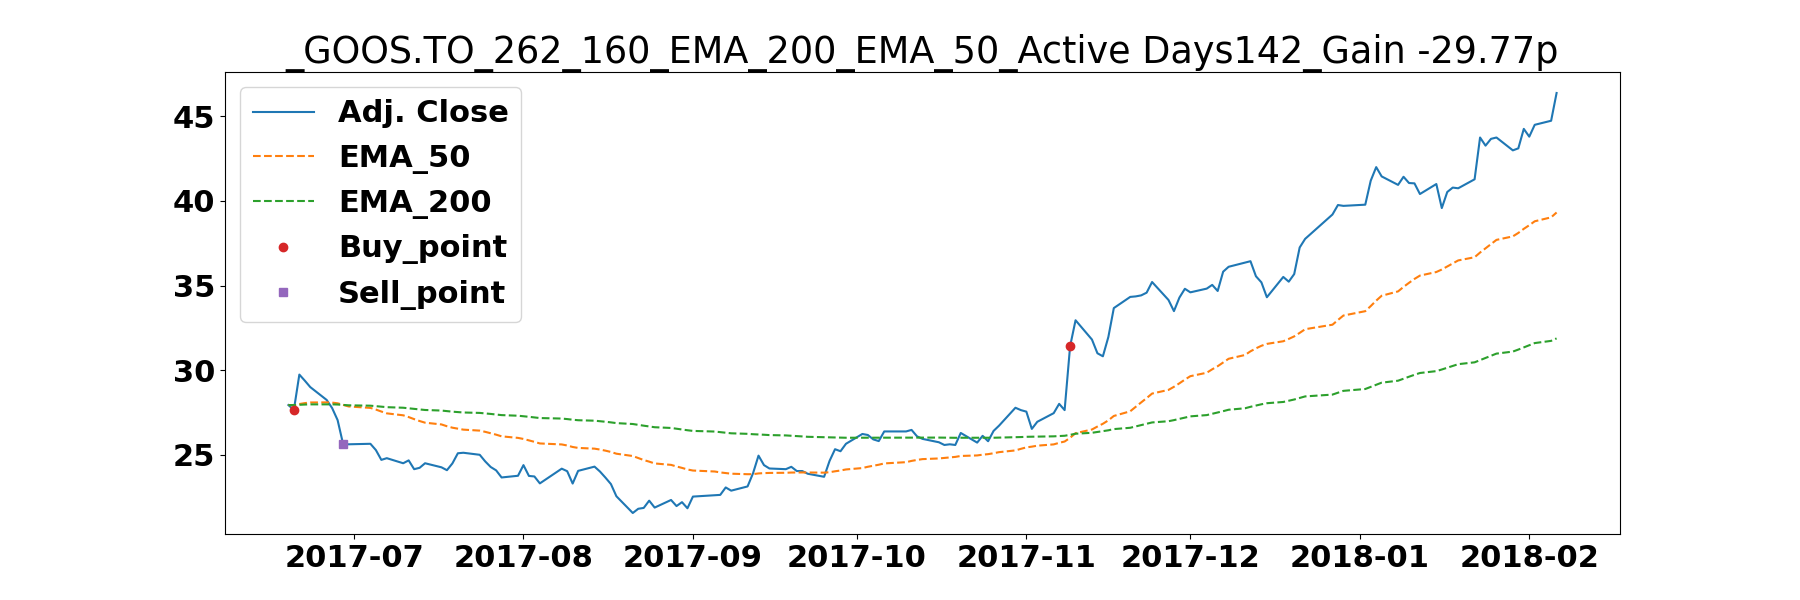 _GOOS.TO_262_160_EMA_200_EMA_50_Active Days142_Gain -29.77p
Adj. Close
EMA_50
EMA_200
Buy_point
Sell_point
45
40
35
30
25
2017-07 2017-08 2017-09 2017-10 2017-11 2017-12 2018-01 2018-02